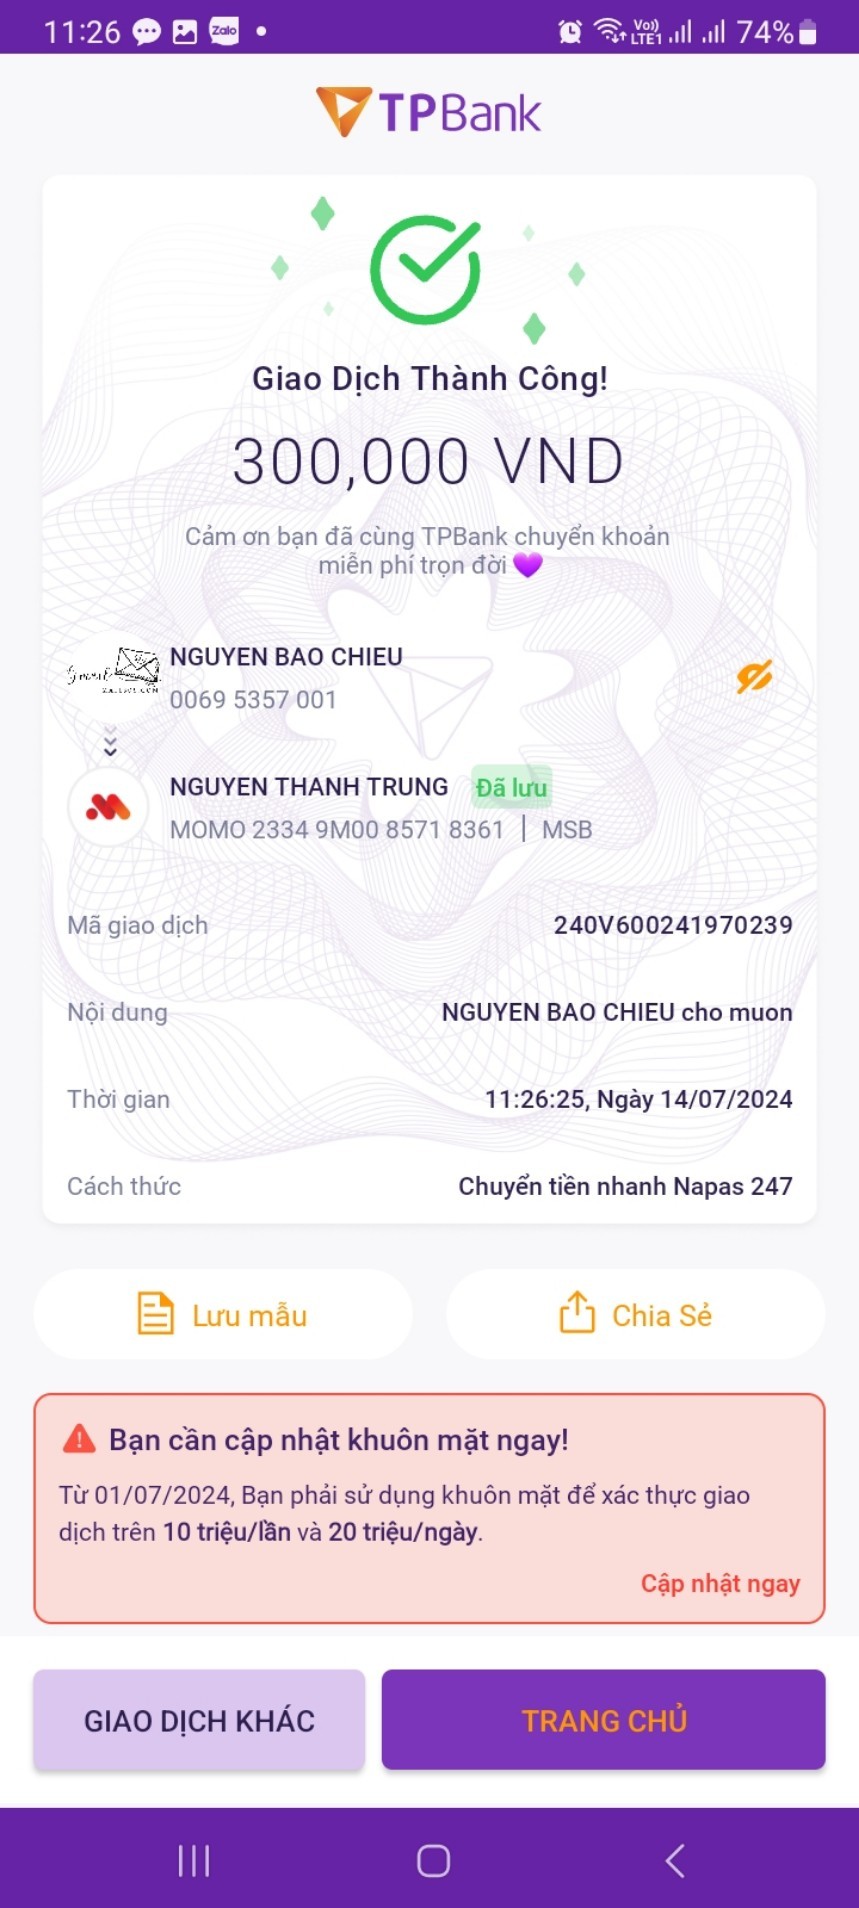 11:26 Zalo Vo)) LTE1 74%
TPBank
Giao Dịch Thành Công!
300,000 VND
Cảm ơn bạn đã cùng TPBank chuyển khoản
miễn phí trọn đời
NGUYEN BAO CHIEU
0069 5357 001
NGUYEN THANH TRUNG Đã lưu
MOMO 2334 9M00 8571 8361 | MSB
Mã giao dịch 240V600241970239
Nội dung NGUYEN BAO CHIEU cho muon
Thời gian 11:26:25, Ngày 14/07/2024
Cách thức Chuyển tiền nhanh Napas 247
Lưu mẫu Chia Sẻ
Bạn cần cập nhật khuôn mặt ngay!
Từ 01/07/2024, Bạn phải sử dụng khuôn mặt để xác thực giao
dịch trên 10 triệu/lần và 20 triệu/ngày.
Cập nhật ngay
GIAO DỊCH KHÁC TRANG CHỦ